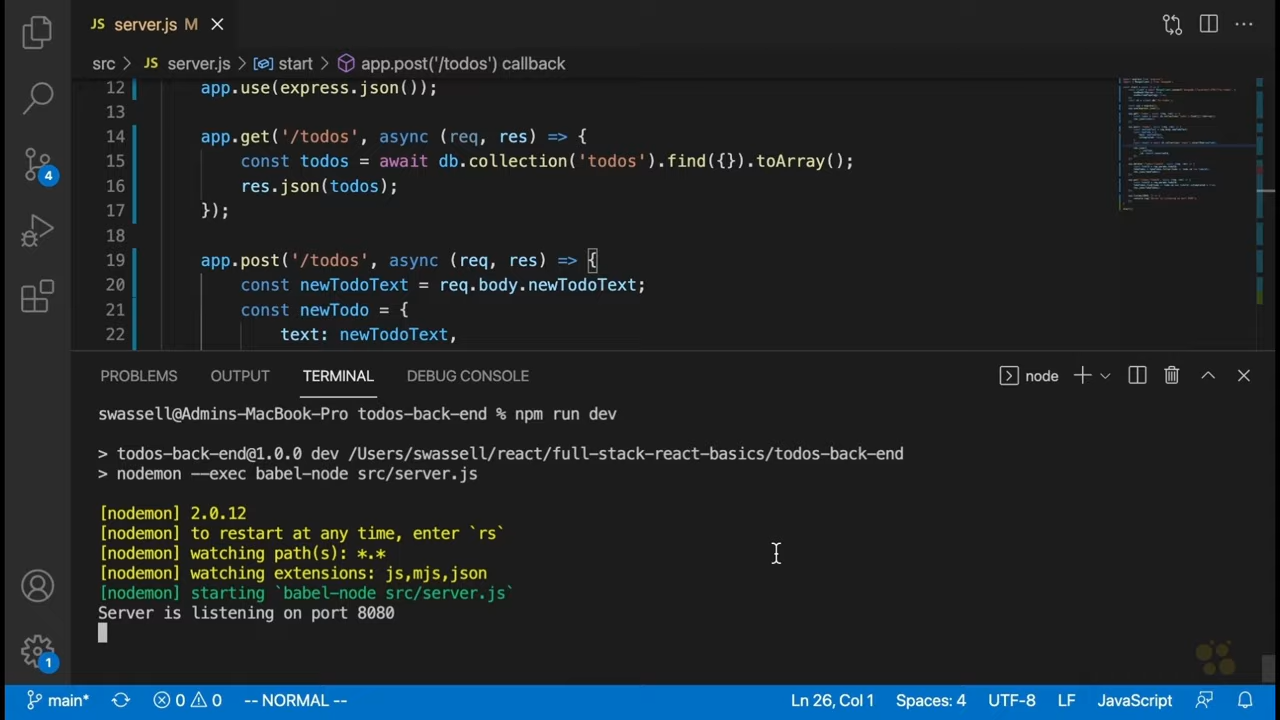 JS server.js M
src > JS server.js > start > app.post('/todos') callback
12 app.use(express.json());
13
14 app.get('/todos', async (req, res) => {
15 const todos = await db.collection('todos').find({}).toArray();
16 res.json(todos);
17 });
18
19 app.post('/todos', async (req, res) => {
20 const newTodoText = req.body.newTodoText;
21 const newTodo = {
22 text: newTodoText,
4
PROBLEMS OUTPUT TERMINAL DEBUG CONSOLE node
swassell@Admins-MacBook-Pro todos-back-end % npm run dev
> todos-back-end@1.0.0 dev /Users/swassell/react/full-stack-react-basics/todos-back-end
> nodemon --exec babel-node src/server.js
[nodemon] 2.0.12
[nodemon] to restart at any time, enter `rs`
[nodemon] watching path(s): *.*
[nodemon] watching extensions: js,mjs,json
[nodemon] starting `babel-node src/server.js`
Server is listening on port 8080
1
main* 0 0 -- NORMAL -- Ln 26, Col 1 Spaces: 4 UTF-8 LF JavaScript